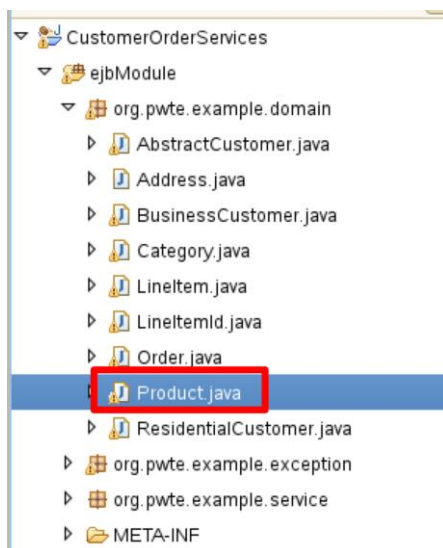 CustomerOrderServices
ejbModule
org.pwte.example.domain
AbstractCustomer.java
Address.java
BusinessCustomer.java
Category.java
LineItem.java
LineItemId.java
Order.java
Product.java
ResidentialCustomer.java
org.pwte.example.exception
org.pwte.example.service
META-INF